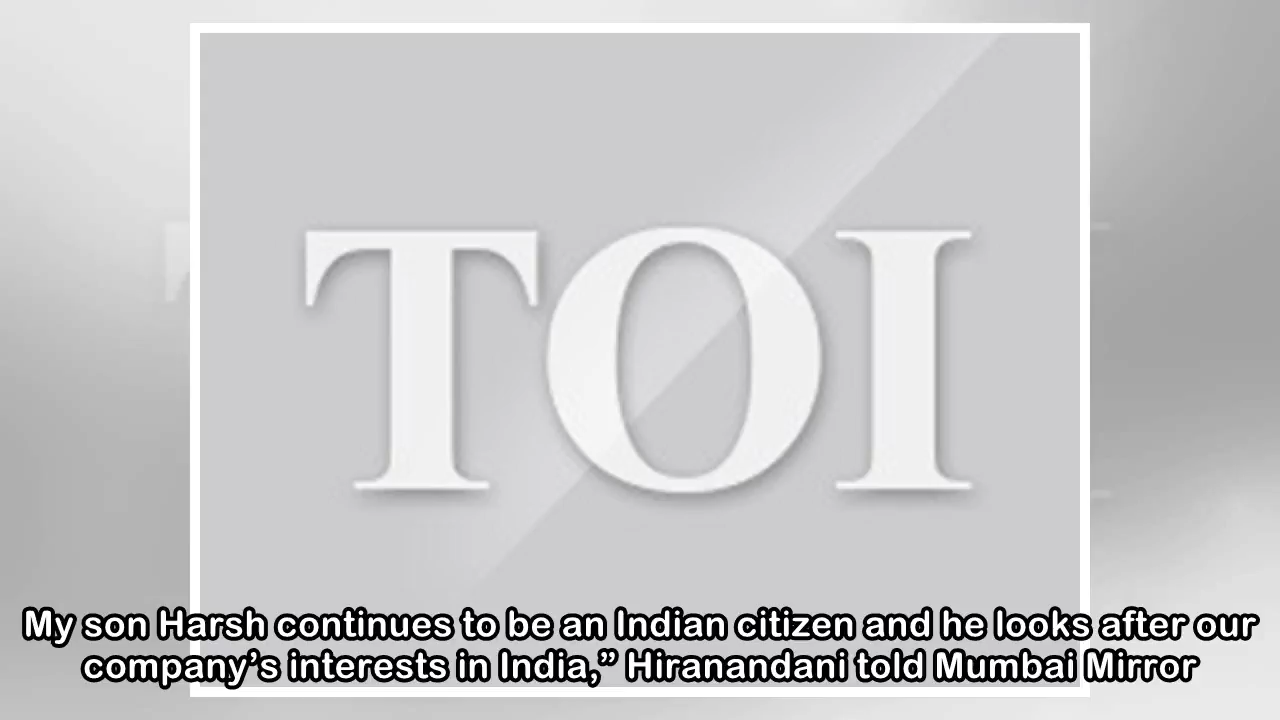 TOI
My son Harsh continues to be an Indian citizen and he looks after our
company’s interests in India,” Hiranandani told Mumbai Mirror